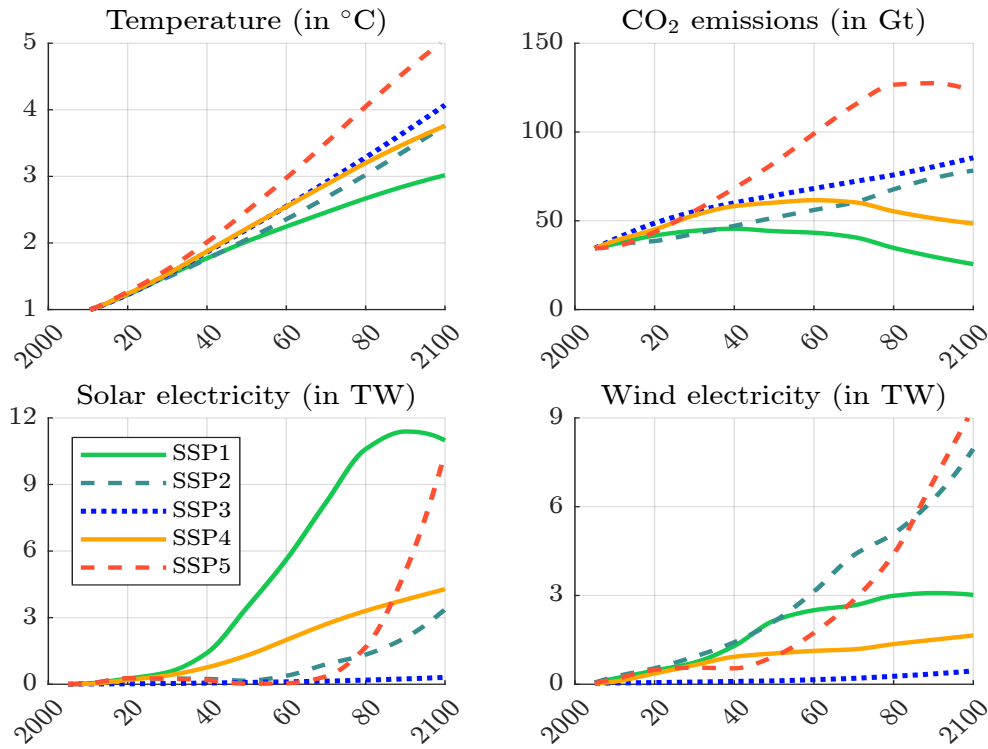 Temperature (in °C)
5
4
3
2
1
2000 20 40 60 80 2100
CO₂ emissions (in Gt)
150
100
50
0
2000 20 40 60 80 2100
Solar electricity (in TW)
12
9
6
3
0
SSP1
SSP2
SSP3
SSP4
SSP5
2000 20 40 60 80 2100
Wind electricity (in TW)
9
6
3
0
2000 20 40 60 80 2100